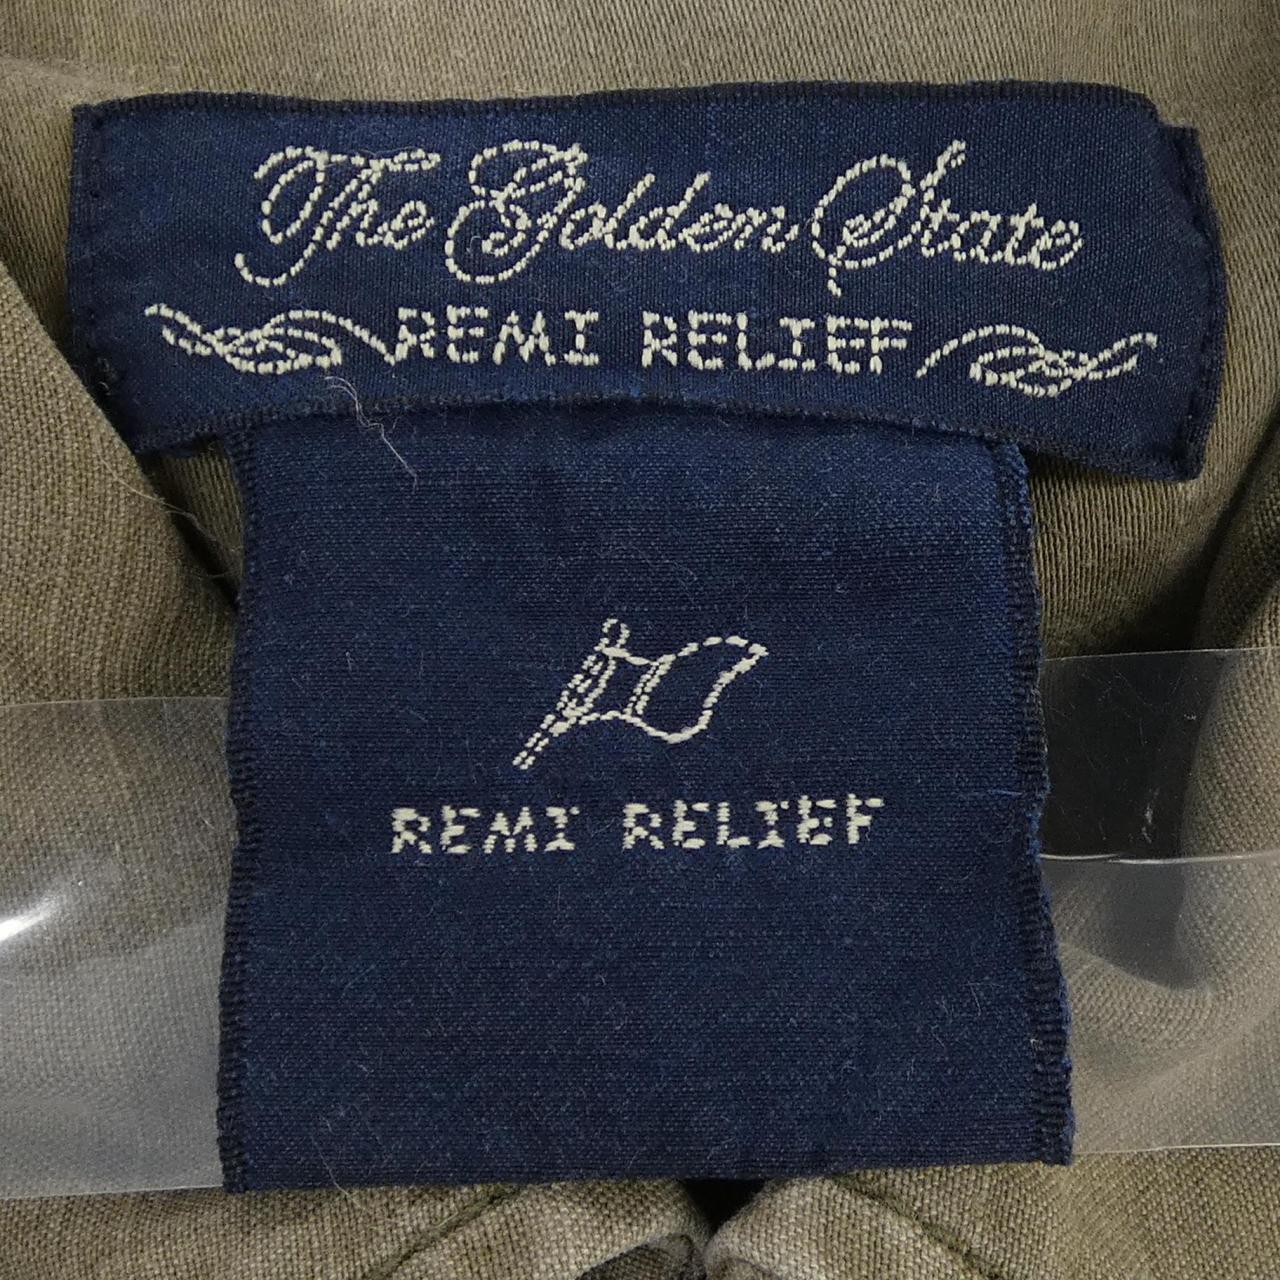 The Golden State
REMI RELIEF
REMI RELIEF